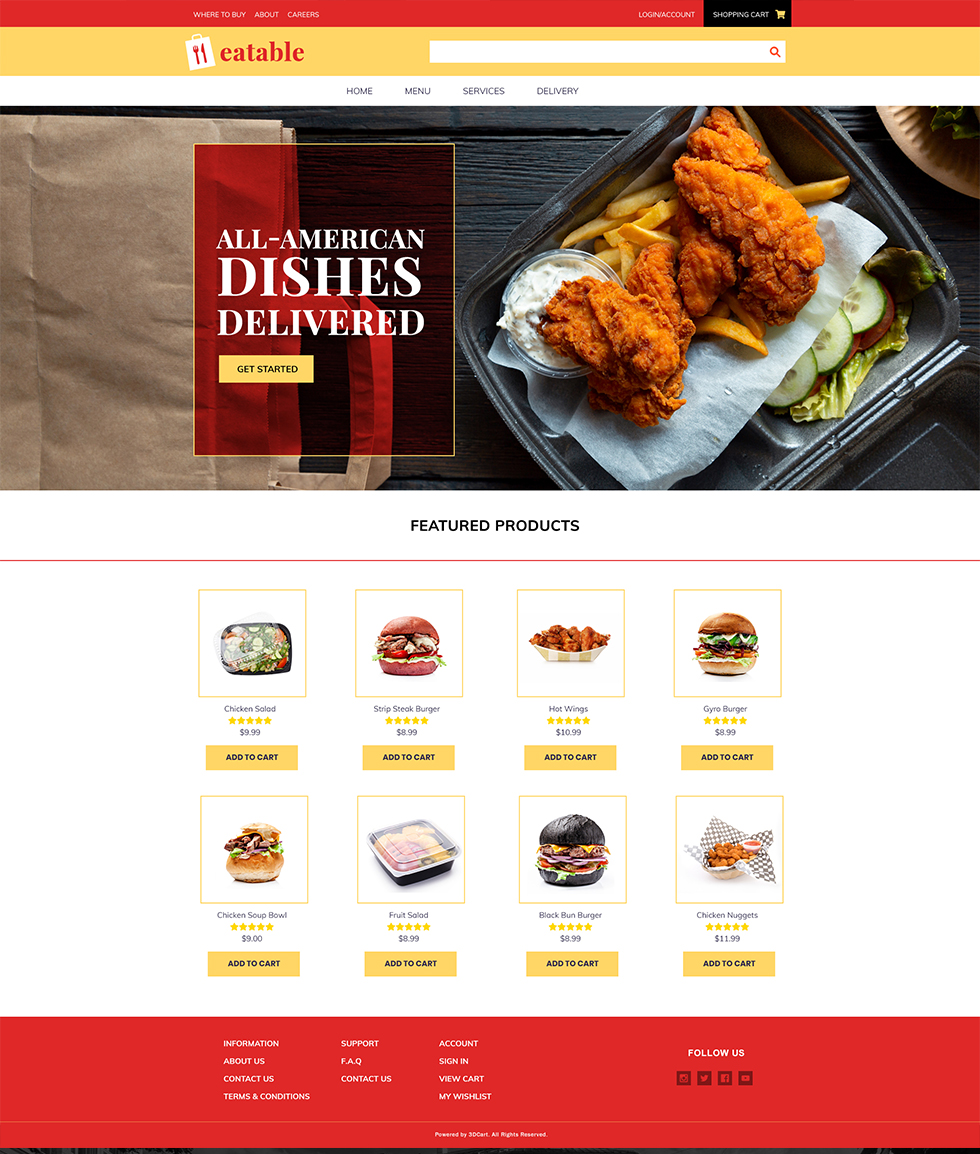 WHERE TO BUY ABOUT CAREERS LOGIN/ACCOUNT SHOPPING CART
eatable
HOME MENU SERVICES DELIVERY
ALL-AMERICAN
DISHES
DELIVERED
GET STARTED
FEATURED PRODUCTS
Chicken Salad Strip Steak Burger Hot Wings Gyro Burger
$9.99 $8.99 $10.99 $8.99
ADD TO CART ADD TO CART ADD TO CART ADD TO CART
Chicken Soup Bowl Fruit Salad Black Bun Burger Chicken Nuggets
$9.00 $8.99 $8.99 $11.99
ADD TO CART ADD TO CART ADD TO CART ADD TO CART
INFORMATION SUPPORT ACCOUNT
FOLLOW US
ABOUT US F.A.Q SIGN IN
CONTACT US CONTACT US VIEW CART
TERMS & CONDITIONS MY WISHLIST
Powered by 3DCart. All Rights Reserved.